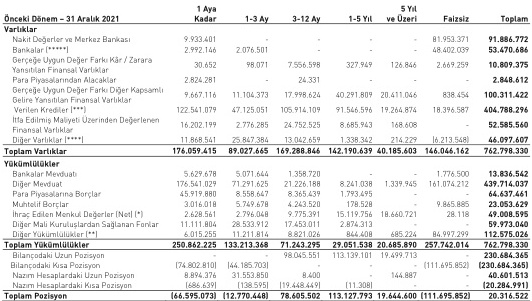 1 Aya 5 Yıl
Önceki Dönem – 31 Aralık 2021 Kadar 1-3 Ay 3-12 Ay 1-5 Yıl ve Üzeri Faizsiz Toplam
Varlıklar
Nakit Değerler ve Merkez Bankası 9.933.401 - - - - 81.953.371 91.886.772
Bankalar (*****) 2.992.146 2.076.501 - - - 48.402.039 53.470.686
Gerçeğe Uygun Değer Farkı Kâr / Zarara
Yansıtılan Finansal Varlıklar 30.652 98.071 7.556.598 327.949 126.846 2.669.259 10.809.375
Para Piyasalarından Alacaklar 2.824.281 - 24.331 - - - 2.848.612
Gerçeğe Uygun Değer Farkı Diğer Kapsamlı
Gelire Yansıtılan Finansal Varlıklar 9.667.116 11.104.373 17.998.624 40.291.809 20.411.046 838.454 100.311.422
Verilen Krediler (***) 122.541.079 47.125.051 105.914.109 91.546.596 19.264.874 18.396.587 404.788.296
İtfa Edilmiş Maliyeti Üzerinden Değerlenen
Finansal Varlıklar 16.202.199 2.776.285 24.752.525 8.685.943 168.608 - 52.585.560
Diğer Varlıklar (****) 11.868.541 25.847.384 13.042.659 1.338.342 214.229 (6.213.548) 46.097.607
Toplam Varlıklar 176.059.415 89.027.665 169.288.846 142.190.639 40.185.603 146.046.162 762.798.330
Yükümlülükler
Bankalar Mevduatı 5.629.678 5.071.644 1.358.720 - - 1.776.500 13.836.542
Diğer Mevduat 176.541.029 71.291.625 21.226.188 8.241.038 1.339.945 161.074.212 439.714.037
Para Piyasalarına Borçlar 45.919.880 8.558.647 8.365.439 1.793.495 - - 64.637.461
Muhtelif Borçlar 3.016.018 5.749.678 4.243.520 178.528 - 9.865.885 23.053.629
İhraç Edilen Menkul Değerler (Net) (*) 2.628.561 2.796.048 9.775.391 15.119.756 18.660.721 28.118 49.008.595
Diğer Mali Kuruluşlardan Sağlanan Fonlar 11.111.804 28.533.912 17.453.011 2.874.313 - - 59.973.040
Diğer Yükümlülükler (**) 6.015.255 11.211.814 8.821.026 844.408 685.224 84.997.299 112.575.026
Toplam Yükümlülükler 250.862.225 133.213.368 71.243.295 29.051.538 20.685.890 257.742.014 762.798.330
Bilançodaki Uzun Pozisyon - - 98.045.551 113.139.101 19.499.713 - 230.684.365
Bilançodaki Kısa Pozisyon (74.802.810) (44.185.703) - - - (111.695.852) (230.684.365)
Nazım Hesaplardaki Uzun Pozisyon 8.894.376 31.553.850 8.400 - 144.887 - 40.601.513
Nazım Hesaplardaki Kısa Pozisyon (686.639) (138.595) (19.448.449) (11.308) - - (20.284.991)
Toplam Pozisyon (66.595.073) (12.770.448) 78.605.502 113.127.793 19.644.600 (111.695.852) 20.316.522